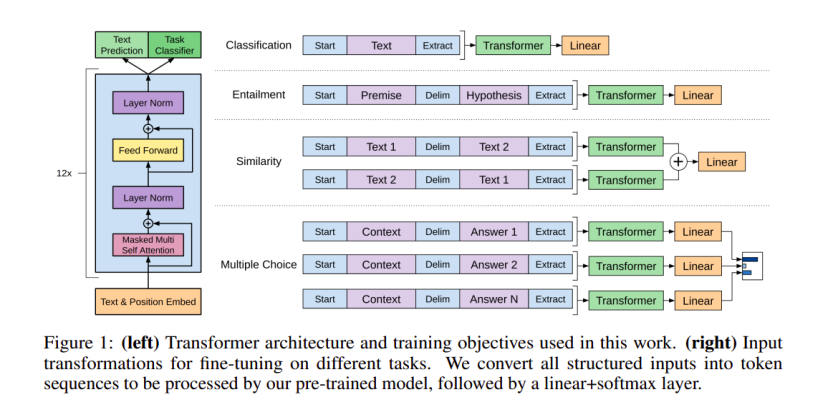 Text Prediction
Task Classifier
Layer Norm
Feed Forward
12x
Layer Norm
Masked Multi Self Attention
Text & Position Embed
Classification Start Text Extract Transformer Linear
Entailment Start Premise Delim Hypothesis Extract Transformer Linear
Similarity
Start Text 1 Delim Text 2 Extract Transformer
+ Linear
Start Text 2 Delim Text 1 Extract Transformer
Multiple Choice
Start Context Delim Answer 1 Extract Transformer Linear
Start Context Delim Answer 2 Extract Transformer Linear
Start Context Delim Answer N Extract Transformer Linear
Figure 1: (left) Transformer architecture and training objectives used in this work. (right) Input
transformations for fine-tuning on different tasks. We convert all structured inputs into token
sequences to be processed by our pre-trained model, followed by a linear+softmax layer.